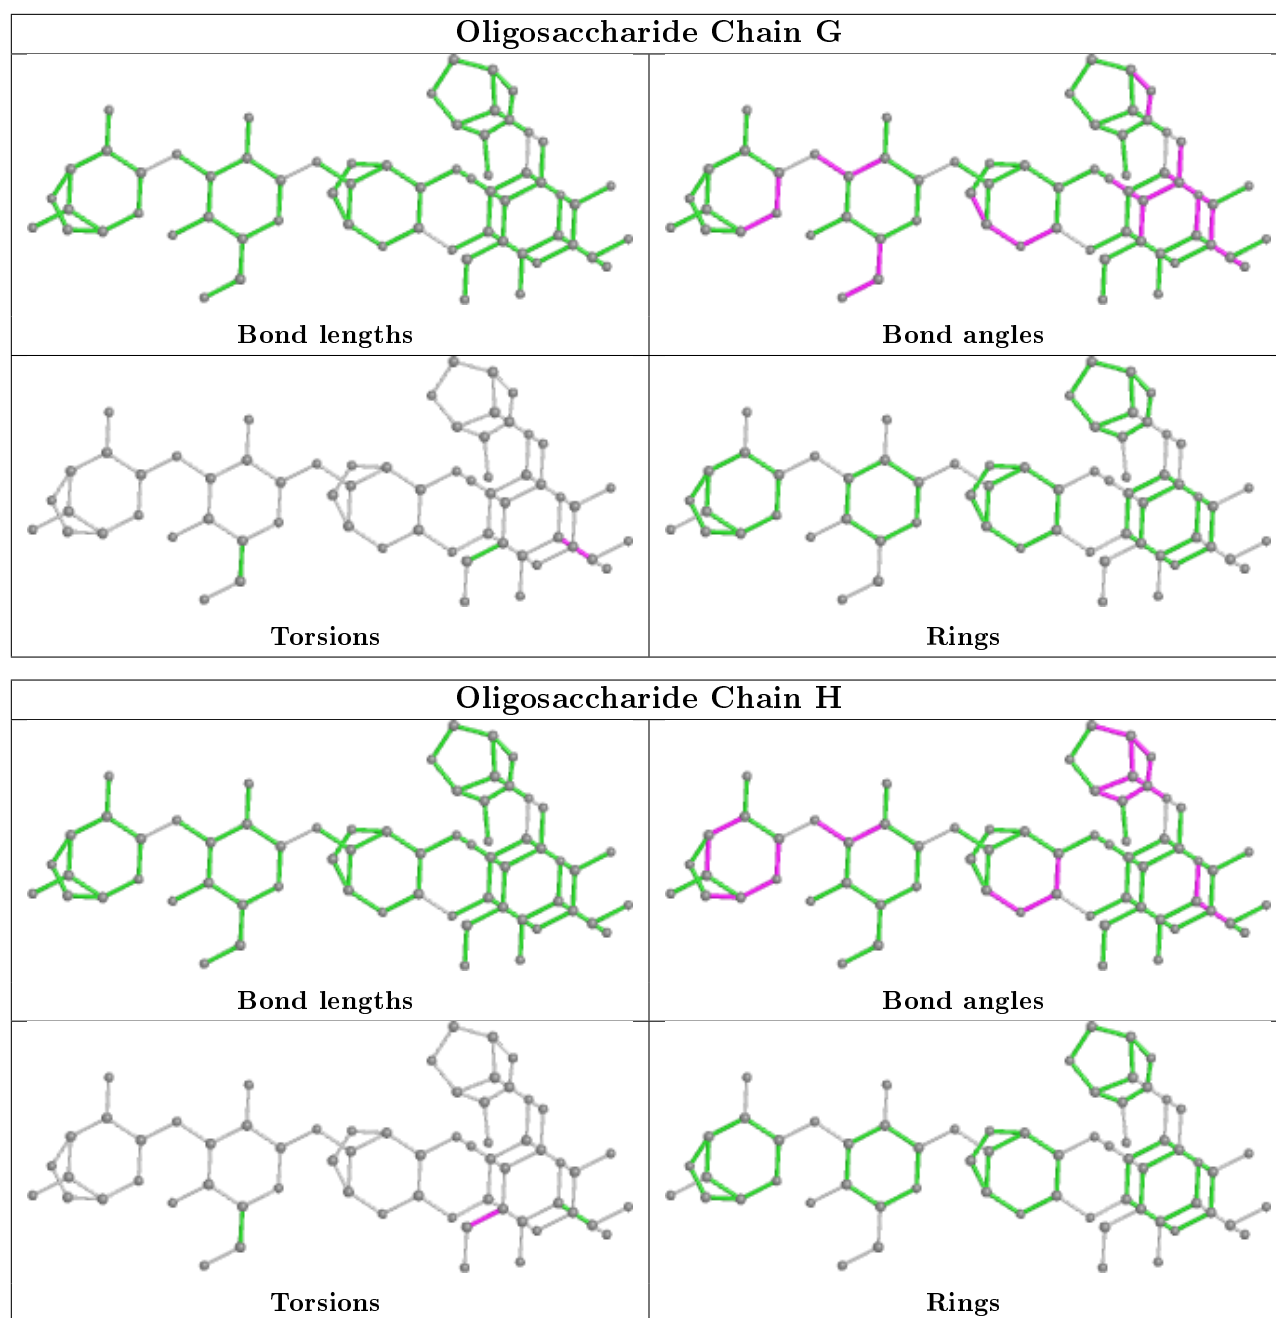 Oligosaccharide Chain G
Bond lengths
Bond angles
Torsions
Rings
Oligosaccharide Chain H
Bond lengths
Bond angles
Torsions
Rings